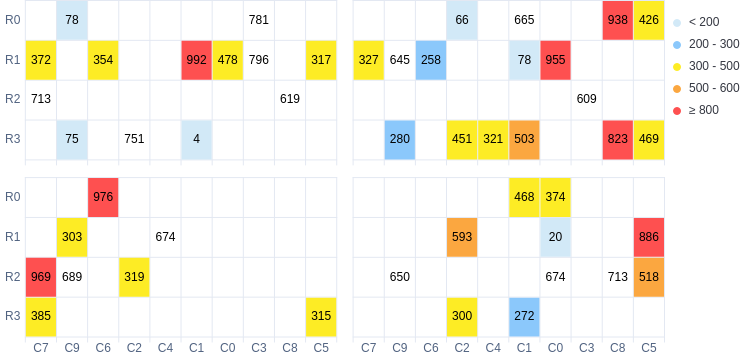 R0 78 781 66 665 938 426 < 200
R1 372 354 992 478 796 317 327 645 258 78 955 200 - 300
300 - 500
R2 713 619 609 500 - 600
≥ 800
R3 75 751 4 280 451 321 503 823 469
R0 976 468 374
R1 303 674 593 20 886
R2 969 689 319 650 674 713 518
R3 385 315 300 272
C7 C9 C6 C2 C4 C1 C0 C3 C8 C5 C7 C9 C6 C2 C4 C1 C0 C3 C8 C5